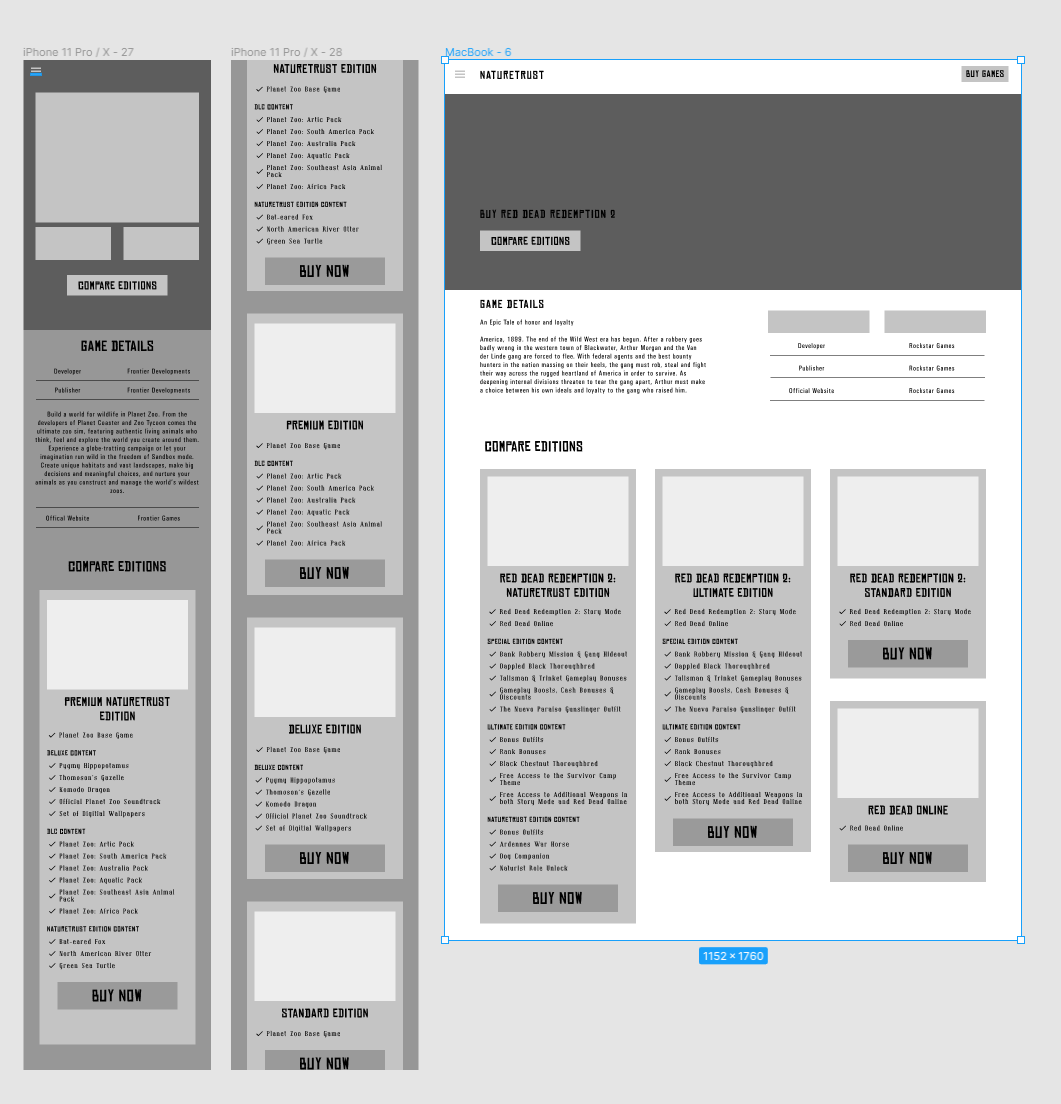 iPhone 11 Pro / X - 27
COMPARE EDITIONS
GAME DETAILS
Developer
Frontier Developments
Publisher
Frontier Developments
Build a world for wildlife in Planet Zoo. From the
developers of Planet Coaster and Zoo Tycoon comes the
ultimate zoo sim, featuring authentic living animals who
think, feel and explore the world you create around them.
Experience a globe-trotting campaign or let your
imagination run wild in the freedom of Sandbox mode.
Create unique habitats and vast landscapes, make big
decisions and meaningful choices, and nurture your
animals as you construct and manage the world's wildest
zoos.
Offical Website
Frontier Games
COMPARE EDITIONS
PREMIUM NATURETRUST
EDITION
Planet Zoo Base Game
DELUXE CONTENT
Pygmy Hippopotamus
Thomoson's Gazelle
Komodo Dragon
Official Planet Zoo Soundtrack
Set of Digitial Wallpapers
DLC CONTENT
Planet Zoo: Artic Pack
Planet Zoo: South America Pack
Planet Zoo: Australia Pack
Planet Zoo: Aquatic Pack
Planet Zoo: Southeast Asia Animal
Pack
Planet Zoo: Africa Pack
NATURETRUST EDITION CONTENT
Bat-eared Fox
North American River Otter
Green Sea Turtle
BUY NOW
iPhone 11 Pro / X - 28
NATURETRUST EDITION
Planet Zoo Base Game
DLC CONTENT
Planet Zoo: Artic Pack
Planet Zoo: South America Pack
Planet Zoo: Australia Pack
Planet Zoo: Aquatic Pack
Planet Zoo: Southeast Asia Animal
Pack
Planet Zoo: Africa Pack
NATURETRUST EDITION CONTENT
Bat-eared Fox
North American River Otter
Green Sea Turtle
BUY NOW
PREMIUM EDITION
Planet Zoo Base Game
DLC CONTENT
Planet Zoo: Artic Pack
Planet Zoo: South America Pack
Planet Zoo: Australia Pack
Planet Zoo: Aquatic Pack
Planet Zoo: Southeast Asia Animal
Pack
Planet Zoo: Africa Pack
BUY NOW
DELUXE EDITION
Planet Zoo Base Game
DELUXE CONTENT
Pygmy Hippopotamus
Thomoson's Gazelle
Komodo Dragon
Official Planet Zoo Soundtrack
Set of Digitial Wallpapers
BUY NOW
STANDARD EDITION
Planet Zoo Base Game
BUY NOW
MacBook - 6
NATURETRUST
BUY GAMES
BUY RED DEAD REDEMPTION 2
COMPARE EDITIONS
GAME DETAILS
An Epic Tale of honor and loyalty
America, 1899. The end of the Wild West era has begun. After a robbery goes
badly wrong in the western town of Blackwater, Arthur Morgan and the Van
der Linde gang are forced to flee. With federal agents and the best bounty
hunters in the nation massing on their heels, the gang must rob, steal and fight
their way across the rugged heartland of America in order to survive. As
deepening internal divisions threaten to tear the gang apart, Arthur must make
a choice between his own ideals and loyalty to the gang who raised him.
Developer
Rockstar Games
Publisher
Rockstar Games
Official Website
Rockstar Games
COMPARE EDITIONS
RED DEAD REDEMPTION 2:
NATURETRUST EDITION
Red Dead Redemption 2: Story Mode
Red Dead Online
SPECIAL EDITION CONTENT
Bank Robbery Mission & Gang Hideout
Dappled Black Thoroughbred
Talisman & Trinket Gameplay Bonuses
Gameplay Boosts, Cash Bonuses &
Discounts
The Nuevo Paraiso Gunslinger Outfit
ULTIMATE EDITION CONTENT
Bonus Outfits
Rank Bonuses
Black Chestnut Thoroughbred
Free Access to the Survivor Camp
Theme
Free Access to Additional Weapons in
both Story Mode and Red Dead Online
NATURETRUST EDITION CONTENT
Bonus Outfits
Ardennes War Horse
Dog Companion
Naturist Role Unlock
BUY NOW
RED DEAD REDEMPTION 2:
ULTIMATE EDITION
Red Dead Redemption 2: Story Mode
Red Dead Online
SPECIAL EDITION CONTENT
Bank Robbery Mission & Gang Hideout
Dappled Black Thoroughbred
Talisman & Trinket Gameplay Bonuses
Gameplay Boosts, Cash Bonuses &
Discounts
The Nuevo Paraiso Gunslinger Outfit
ULTIMATE EDITION CONTENT
Bonus Outfits
Rank Bonuses
Black Chestnut Thoroughbred
Free Access to the Survivor Camp
Theme
Free Access to Additional Weapons in
both Story Mode and Red Dead Online
BUY NOW
RED DEAD REDEMPTION 2:
STANDARD EDITION
Red Dead Redemption 2: Story Mode
Red Dead Online
BUY NOW
RED DEAD ONLINE
Red Dead Online
BUY NOW
1152 × 1760